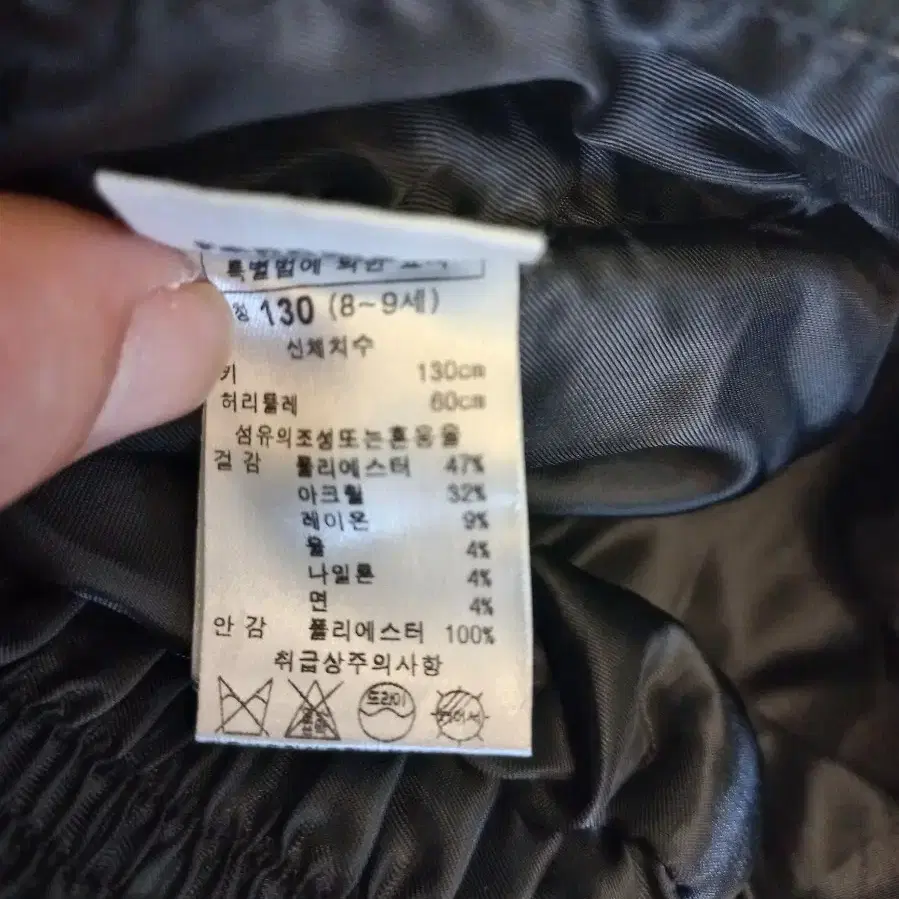 특별법에 의한 표시
130 (8~9세)
신체치수
키 130cm
허리둘레 60cm
섬유의조성또는혼용율
겉 감 폴리에스터 47%
아크릴 32%
레이온 9%
울 4%
나일론 4%
면 4%
안 감 폴리에스터 100%
취급상주의사항
드라이